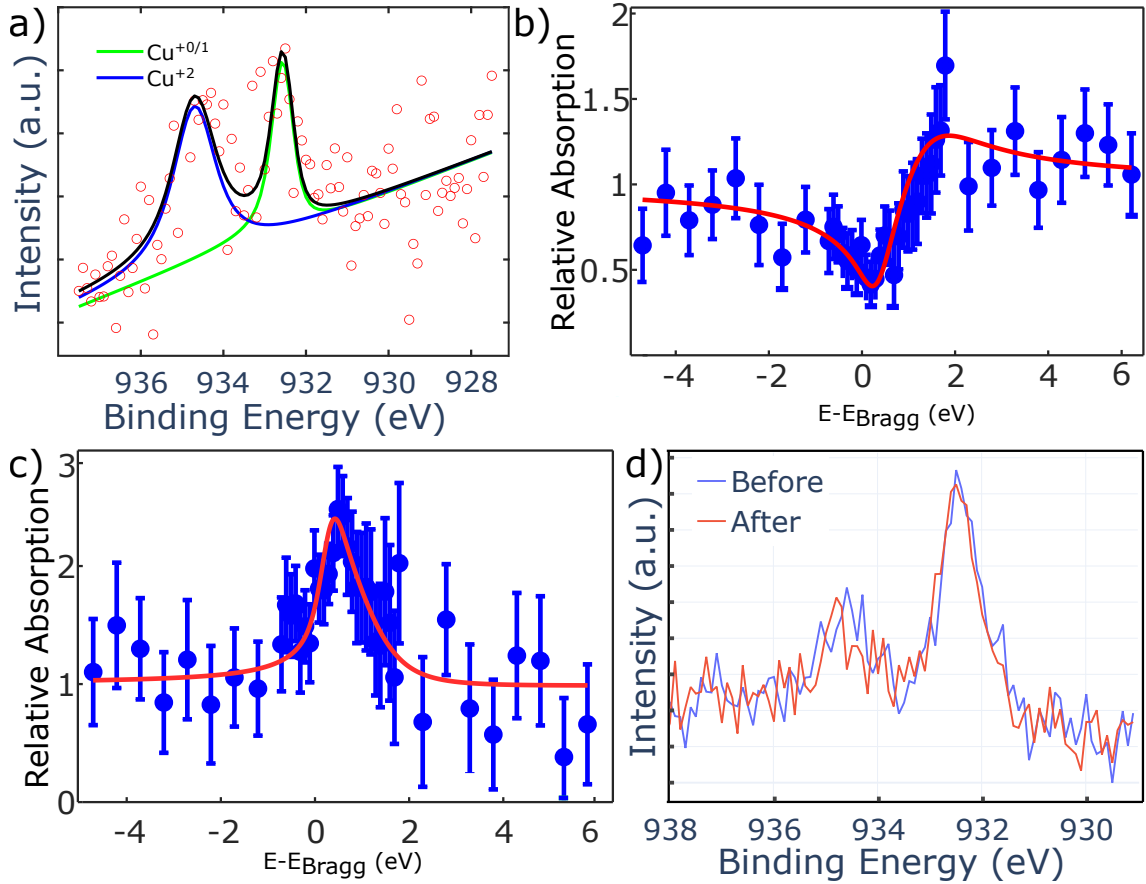 a)
Cu+0/1
Cu+2
Intensity (a.u.)
936 934 932 930 928
Binding Energy (eV)
b)
2
1.5
1
0.5
Relative Absorption
-4 -2 0 2 4 6
E-EBragg (eV)
c)
3
2
1
0
Relative Absorption
-4 -2 0 2 4 6
E-EBragg (eV)
d)
Before
After
Intensity (a.u.)
938 936 934 932 930
Binding Energy (eV)